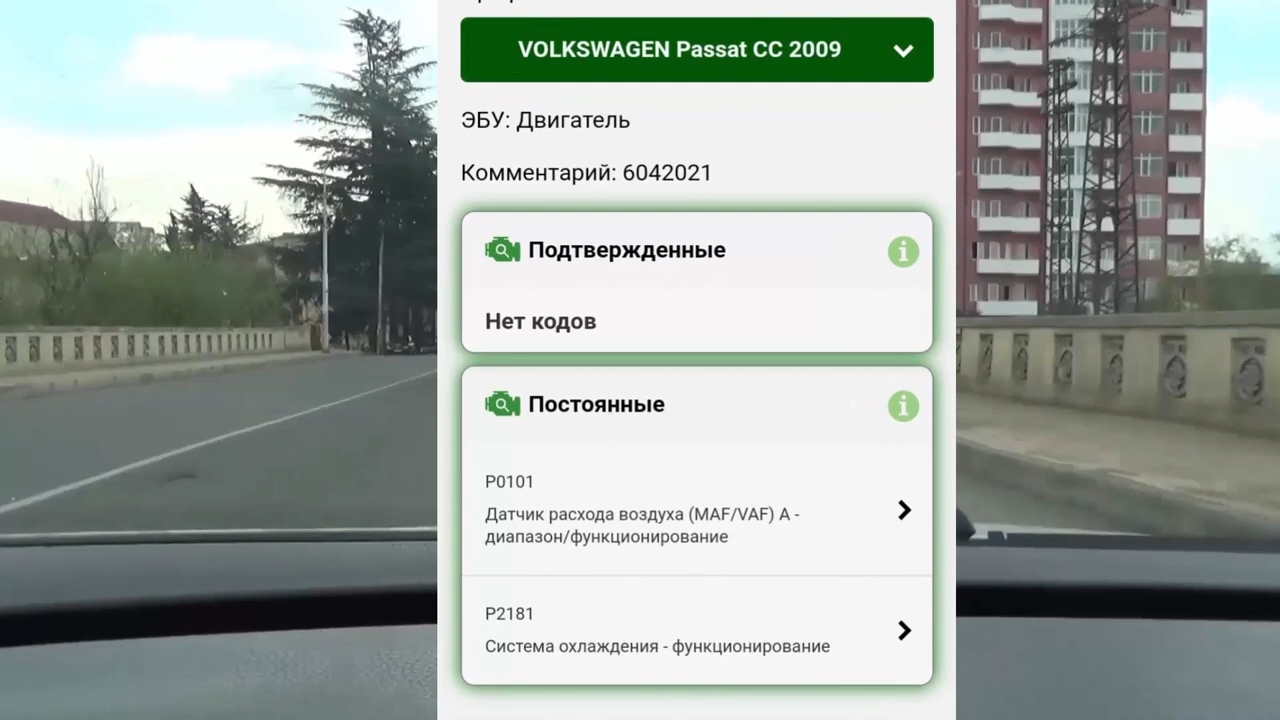 VOLKSWAGEN Passat CC 2009
ЭБУ: Двигатель
Комментарий: 6042021
Подтвержденные
Нет кодов
Постоянные
P0101
Датчик расхода воздуха (MAF/VAF) A -
диапазон/функционирование
P2181
Система охлаждения - функционирование